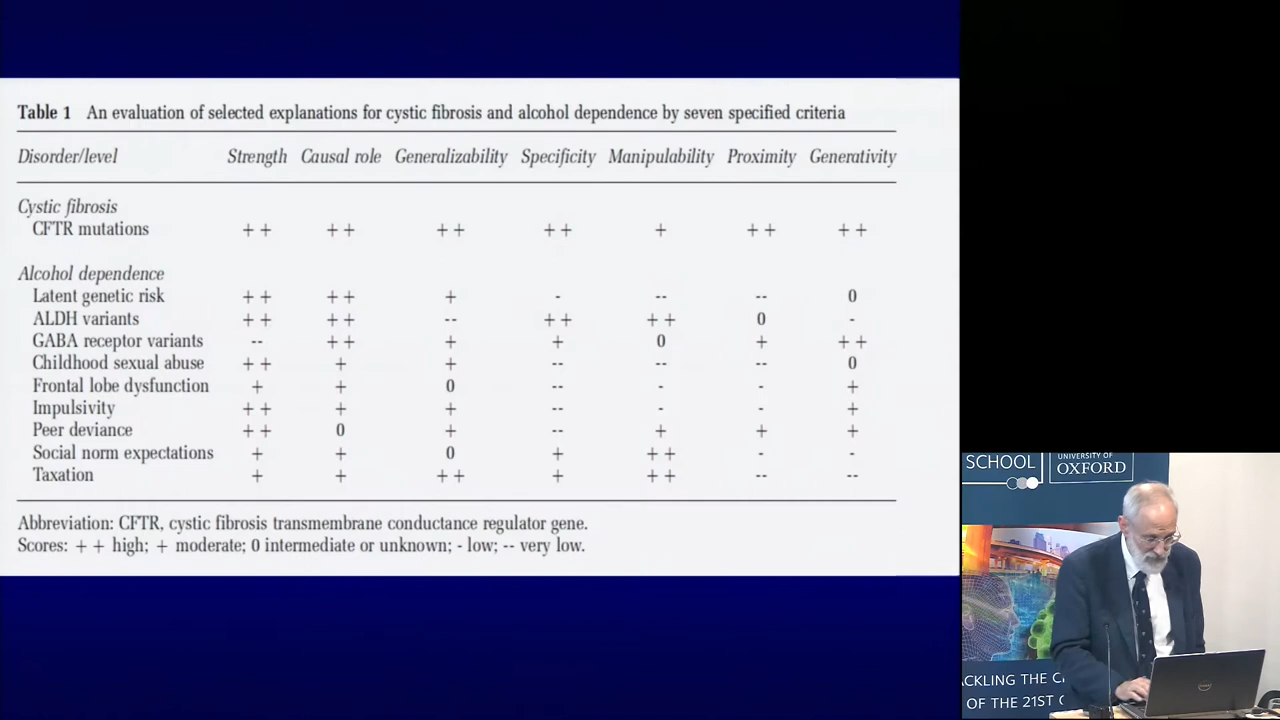 Table 1 An evaluation of selected explanations for cystic fibrosis and alcohol dependence by seven specified criteria
Disorder/level Strength Causal role Generalizability Specificity Manipulability Proximity Generativity
Cystic fibrosis
CFTR mutations ++ ++ ++ ++ + ++ ++
Alcohol dependence
Latent genetic risk ++ ++ + - -- -- 0
ALDH variants ++ ++ -- ++ ++ 0 -
GABA receptor variants -- ++ + + 0 + ++
Childhood sexual abuse ++ + + -- -- -- 0
Frontal lobe dysfunction + + 0 -- - - +
Impulsivity ++ + + -- - - +
Peer deviance ++ 0 + -- + + +
Social norm expectations + + 0 + ++ - -
Taxation + + ++ + ++ -- --
Abbreviation: CFTR, cystic fibrosis transmembrane conductance regulator gene.
Scores: ++ high; + moderate; 0 intermediate or unknown; - low; -- very low.
SCHOOL
UNIVERSITY OF
OXFORD
ACKLING THE C
OF THE 21ST C
DELL